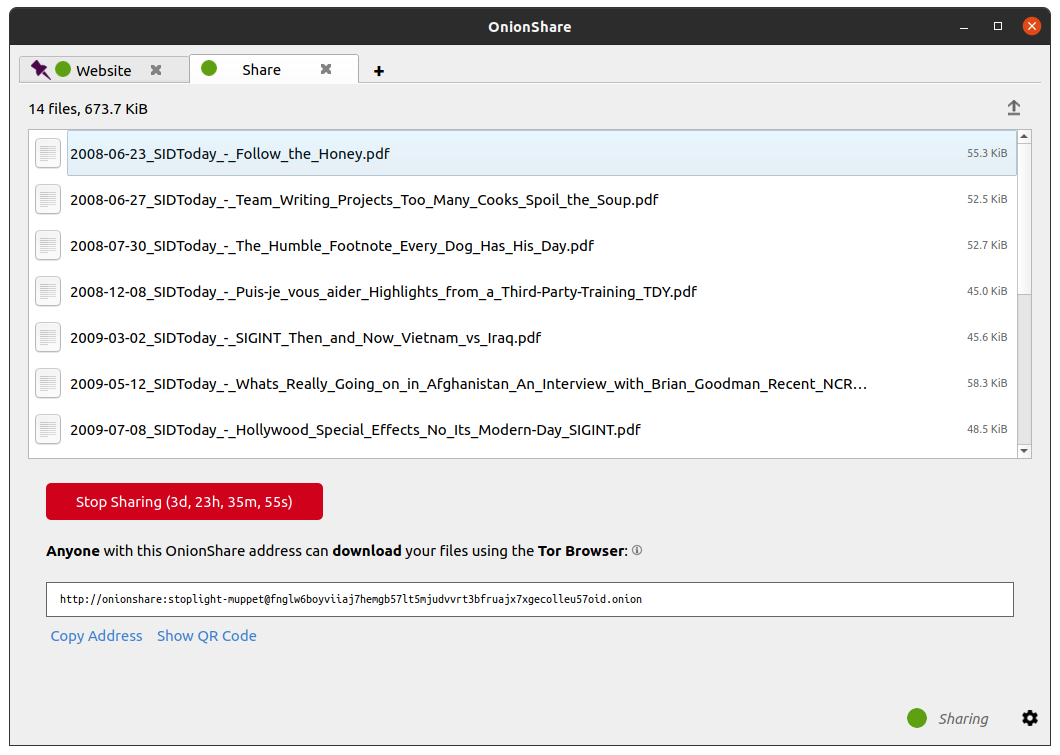 OnionShare
Website
Share
14 files, 673.7 KiB
2008-06-23_SIDToday_-_Follow_the_Honey.pdf 55.3 KiB
2008-06-27_SIDToday_-_Team_Writing_Projects_Too_Many_Cooks_Spoil_the_Soup.pdf 52.5 KiB
2008-07-30_SIDToday_-_The_Humble_Footnote_Every_Dog_Has_His_Day.pdf 52.7 KiB
2008-12-08_SIDToday_-_Puis-je_vous_aider_Highlights_from_a_Third-Party-Training_TDY.pdf 45.0 KiB
2009-03-02_SIDToday_-_SIGINT_Then_and_Now_Vietnam_vs_Iraq.pdf 45.6 KiB
2009-05-12_SIDToday_-_Whats_Really_Going_on_in_Afghanistan_An_Interview_with_Brian_Goodman_Recent_NCR... 58.3 KiB
2009-07-08_SIDToday_-_Hollywood_Special_Effects_No_Its_Modern-Day_SIGINT.pdf 48.5 KiB
Stop Sharing (3d, 23h, 35m, 55s)
Anyone with this OnionShare address can download your files using the Tor Browser:
http://onionshare:stoplight-muppet@fnglw6boyviiaj7hemgb57lt5mjudvvrt3bfruajx7xgecolleu57oid.onion
Copy Address Show QR Code
Sharing